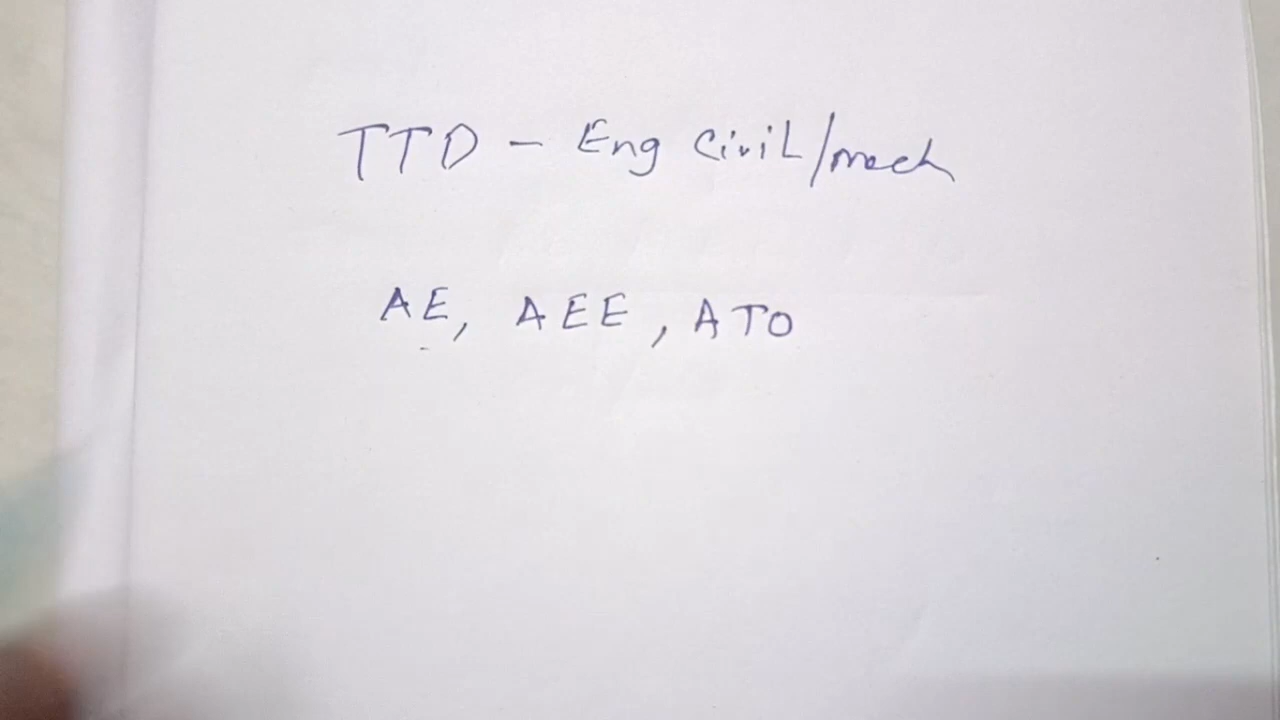 TTD - Eng Civil/mech
AE, AEE, ATO